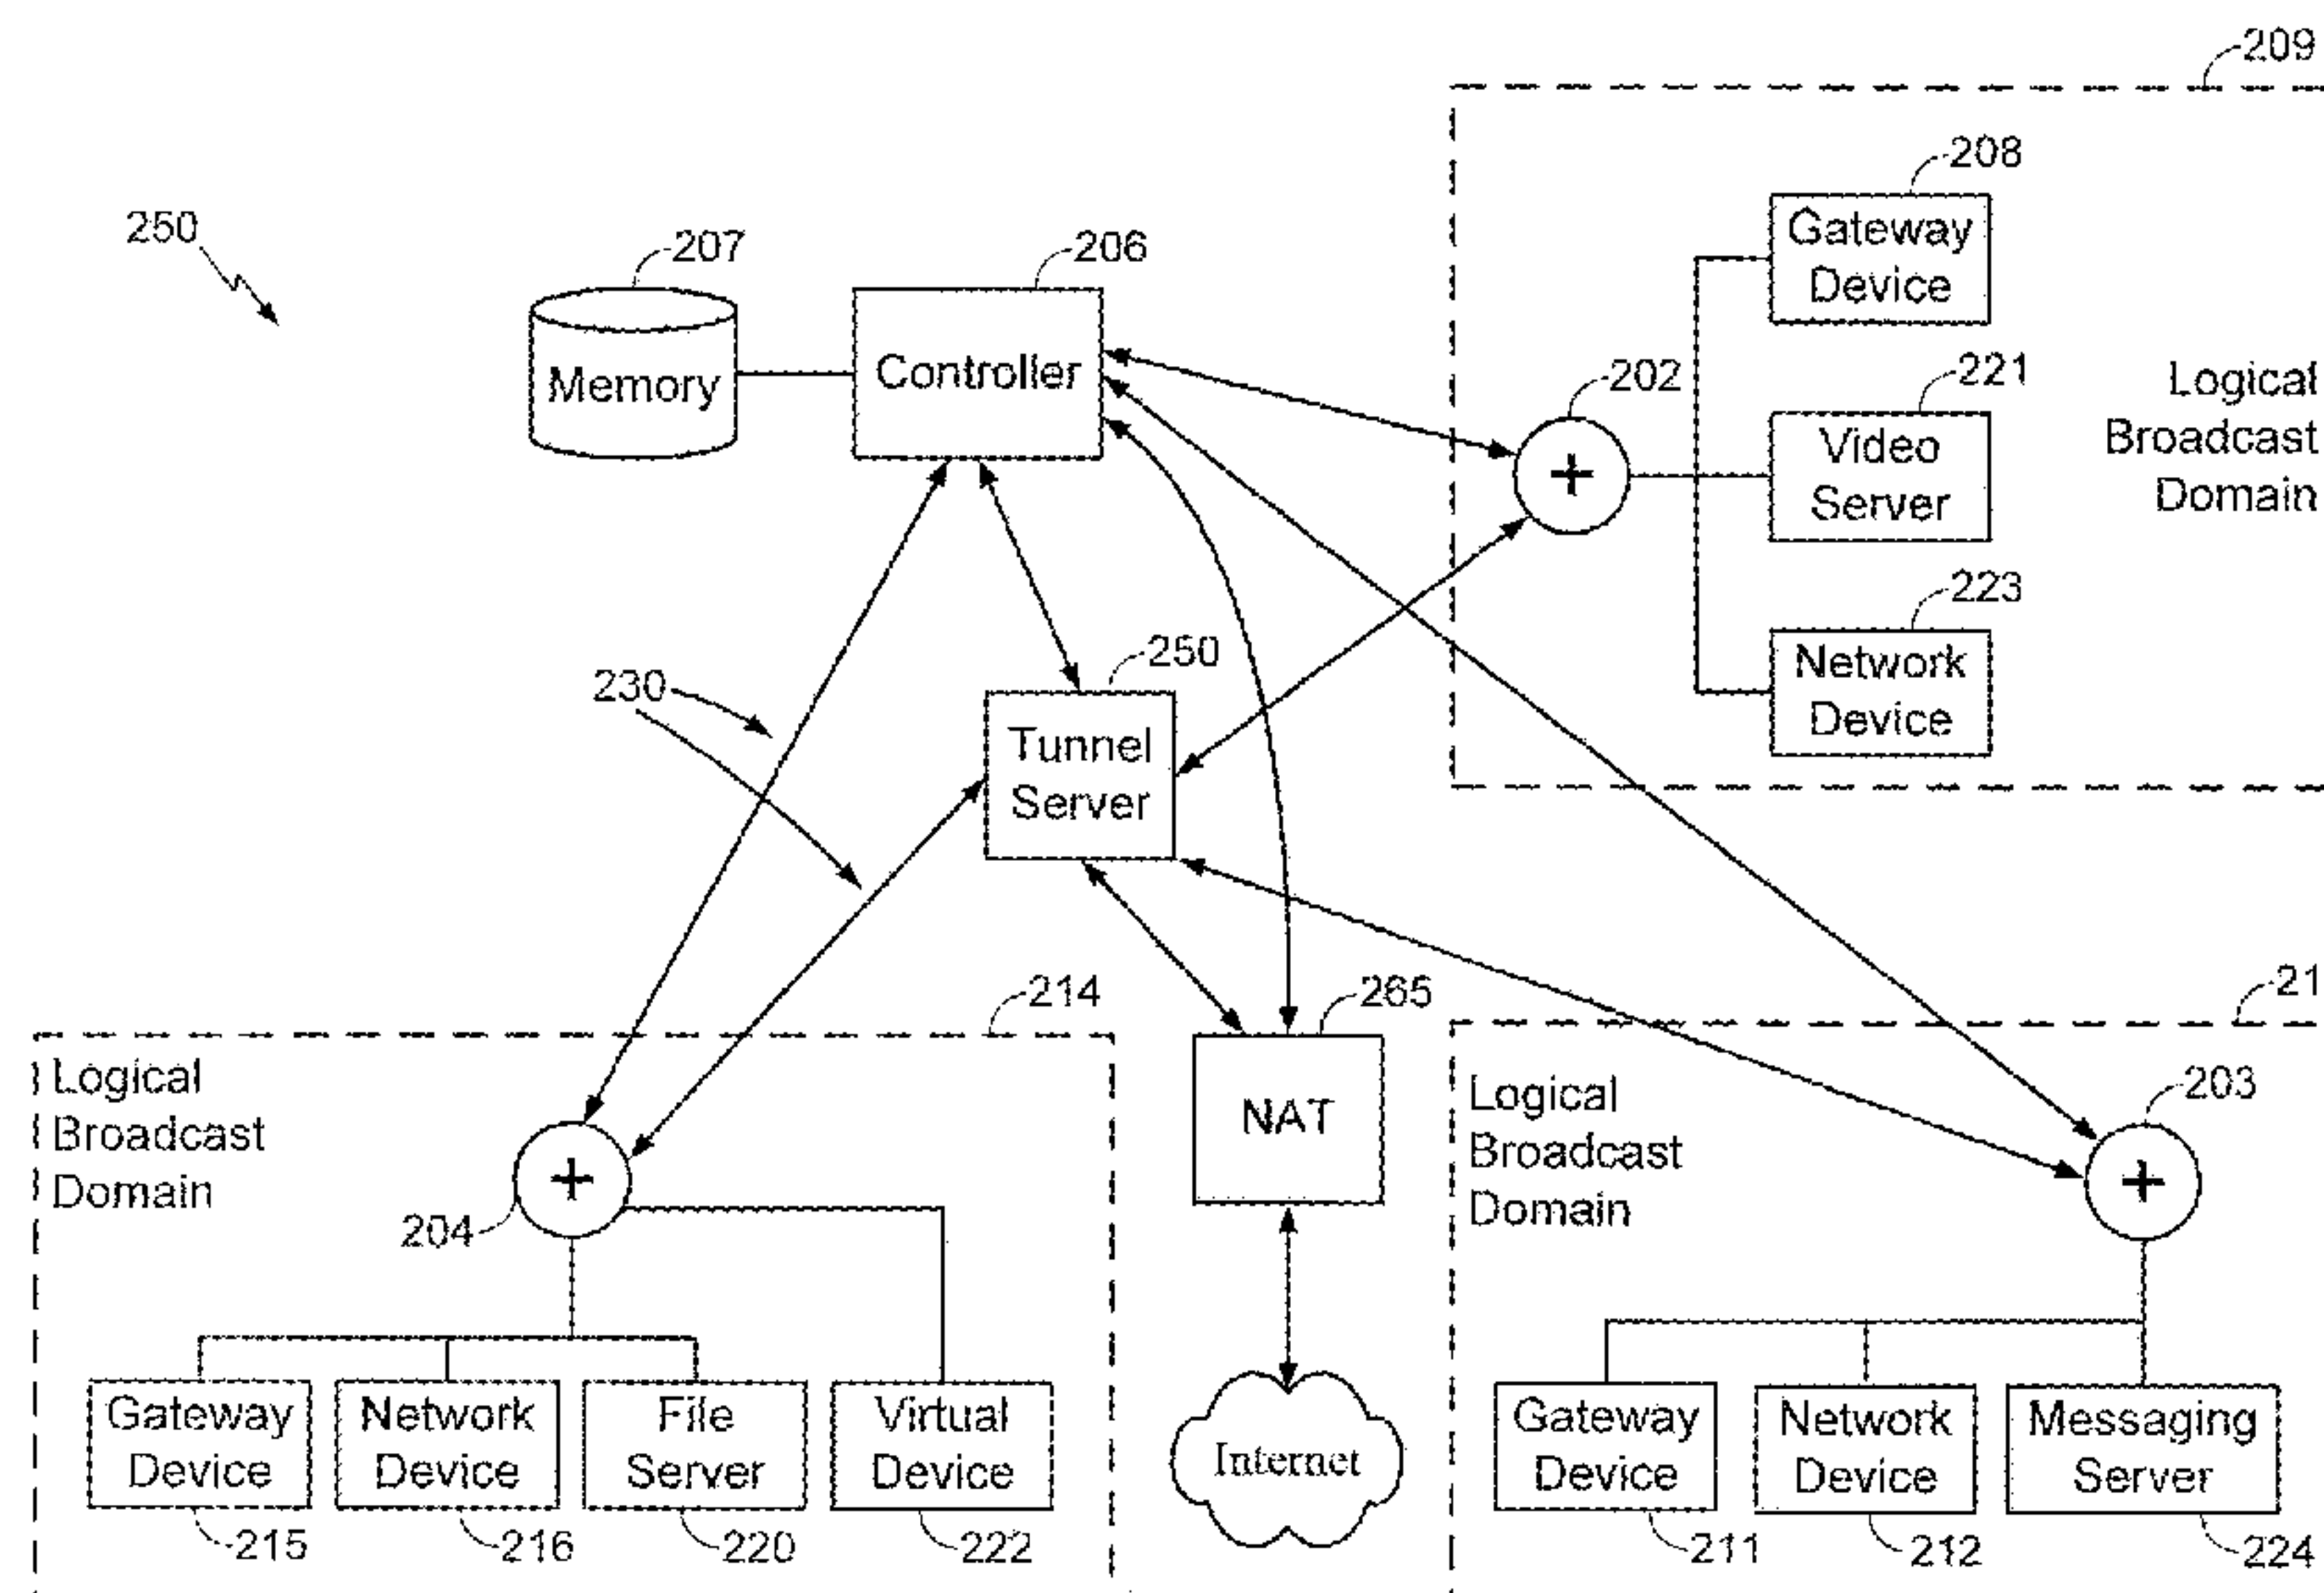 209
208
Gateway
Device
250
207
206
Memory
Controller
202
221
Video
Server
Logical
Broadcast
Domain
223
Network
Device
230
250
Tunnel
Server
214
265
21
Logical
Broadcast
Domain
NAT
Logical
Broadcast
Domain
203
204
Gateway
Device
Network
Device
File
Server
Virtual
Device
Internet
Gateway
Device
Network
Device
Messaging
Server
215
216
220
222
211
212
224